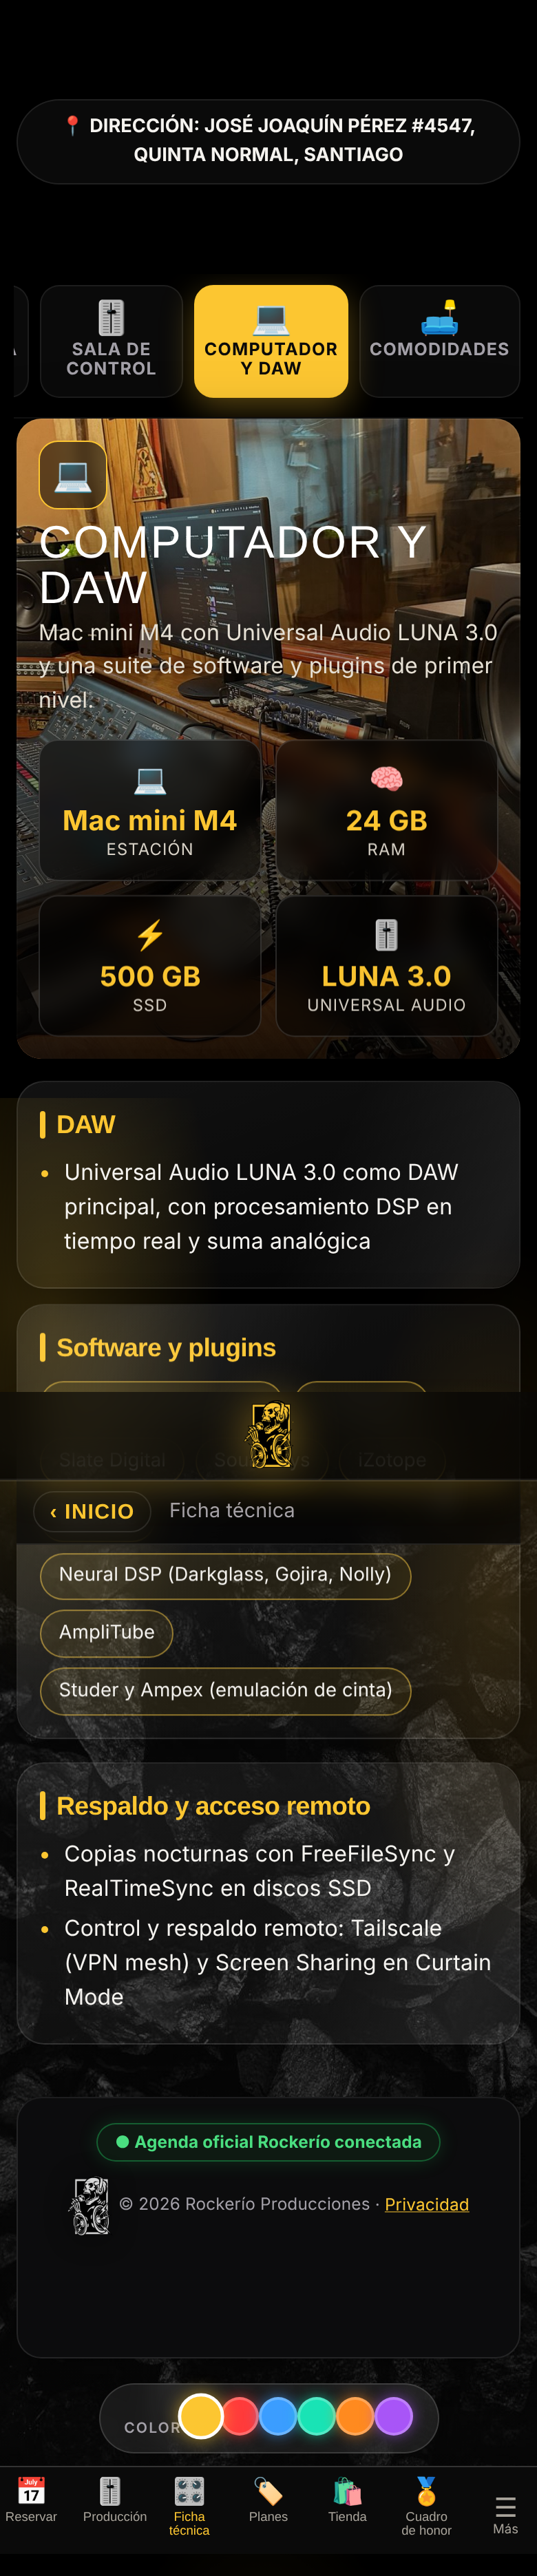 📍 DIRECCIÓN: JOSÉ JOAQUÍN PÉREZ #4547,
QUINTA NORMAL, SANTIAGO
SALA DE
CONTROL
COMPUTADOR
Y DAW
COMODIDADES
COMPUTADOR Y
DAW
Mac mini M4 con Universal Audio LUNA 3.0
y una suite de software y plugins de primer
nivel.
Mac mini M4
ESTACIÓN
24 GB
RAM
500 GB
SSD
LUNA 3.0
UNIVERSAL AUDIO
DAW
• Universal Audio LUNA 3.0 como DAW
principal, con procesamiento DSP en
tiempo real y suma analógica
Software y plugins
Slate Digital
iZotope
‹ INICIO
Ficha técnica
Neural DSP (Darkglass, Gojira, Nolly)
AmpliTube
Studer y Ampex (emulación de cinta)
Respaldo y acceso remoto
• Copias nocturnas con FreeFileSync y
RealTimeSync en discos SSD
• Control y respaldo remoto: Tailscale
(VPN mesh) y Screen Sharing en Curtain
Mode
● Agenda oficial Rockerío conectada
© 2026 Rockerío Producciones · Privacidad
COLOR
Reservar
Producción
Ficha
técnica
Planes
Tienda
Cuadro
de honor
Más